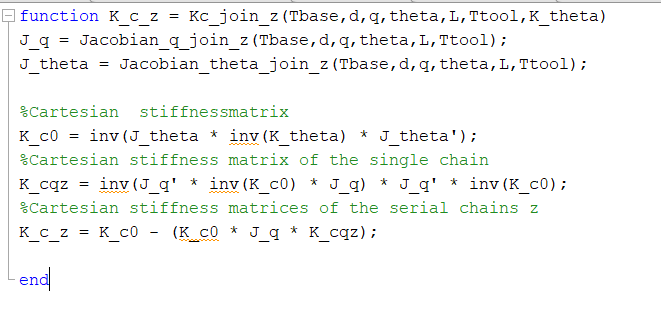 function K_c_z = Kc_join_z(Tbase,d,q,theta,L,Ttool,K_theta)
J_q = Jacobian_q_join_z(Tbase,d,q,theta,L,Ttool);
J_theta = Jacobian_theta_join_z(Tbase,d,q,theta,L,Ttool);
%Cartesian  stiffnessmatrix
K_c0 = inv(J_theta * inv(K_theta) * J_theta');
%Cartesian stiffness matrix of the single chain
K_cqz = inv(J_q' * inv(K_c0) * J_q) * J_q' * inv(K_c0);
%Cartesian stiffness matrices of the serial chains z
K_c_z = K_c0 - (K_c0 * J_q * K_cqz);
end